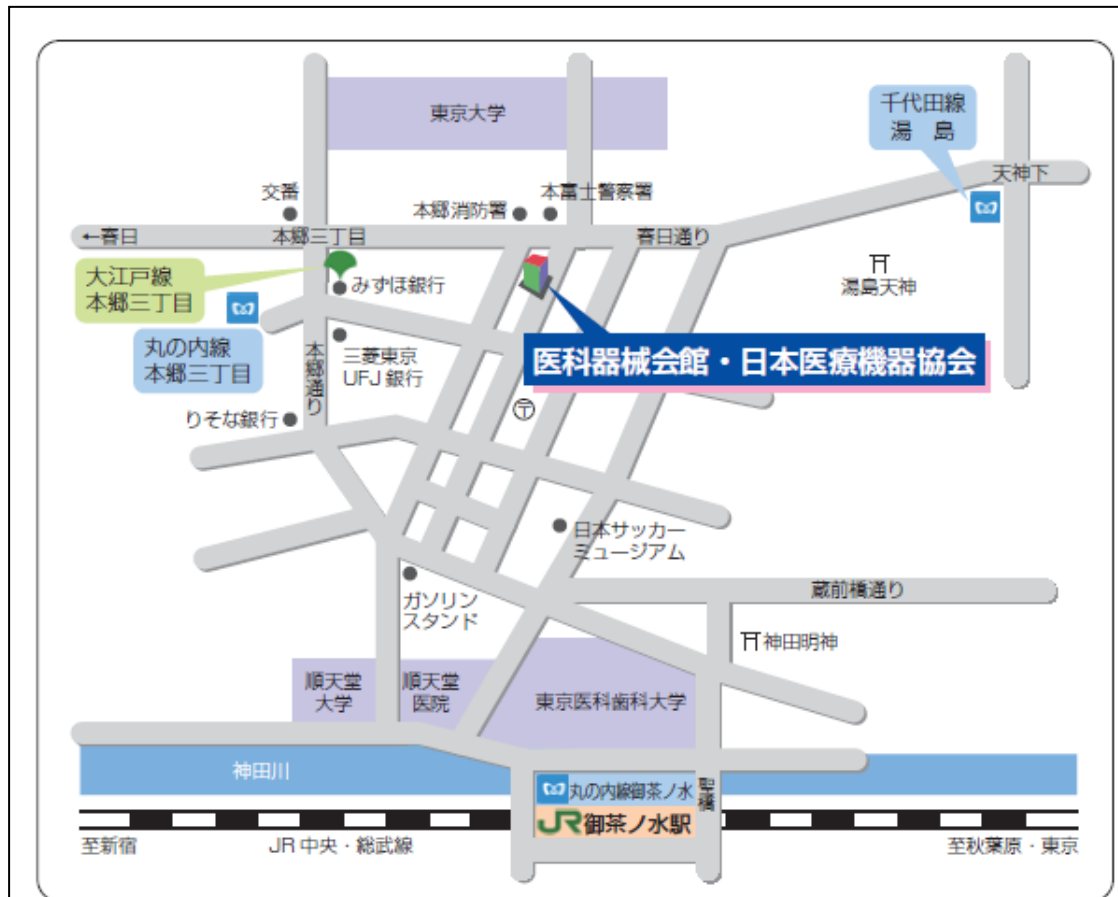 東京大学
千代田線
湯 島
天神下
交番
本郷消防署
本富士警察署
←春日
本郷三丁目
春日通り
大江戸線
本郷三丁目
みずほ銀行
湯島天神
丸の内線
本郷三丁目
本郷通り
三菱東京
UFJ 銀行
医科器械会館・日本医療機器協会
りそな銀行
〒
日本サッカー
ミュージアム
ガソリン
スタンド
蔵前橋通り
神田明神
順天堂
大学
順天堂
医院
東京医科歯科大学
神田川
丸の内線御茶ノ水
聖橋
JR御茶ノ水駅
至新宿
JR 中央・総武線
至秋葉原・東京